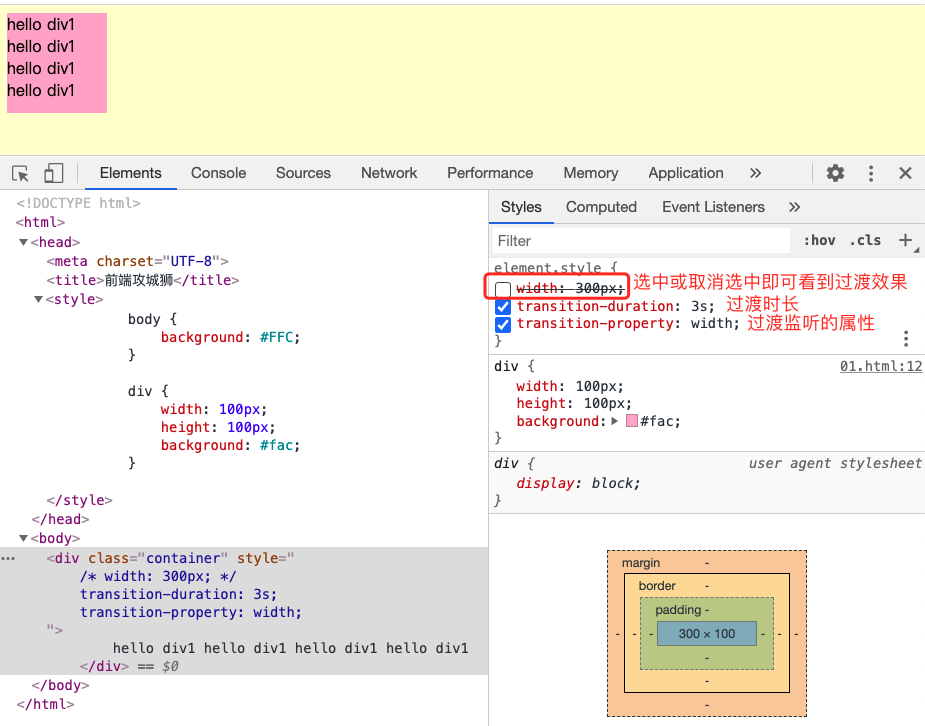 hello div1
hello div1
hello div1
hello div1
Elements Console Sources Network Performance Memory Application »
<!DOCTYPE html>
<html>
▼<head>
<meta charset="UTF-8">
<title>前端攻城狮</title>
▼<style>
body {
background: #FFC;
}
div {
width: 100px;
height: 100px;
background: #fac;
}
</style>
</head>
▼<body>
<div class="container" style="
/* width: 300px; */
transition-duration: 3s;
transition-property: width;
">
hello div1 hello div1 hello div1 hello div1
</div> == $0
</body>
</html>
Styles Computed Event Listeners »
Filter :hov .cls +
element.style {
width: 300px; 选中或取消选中即可看到过渡效果
transition-duration: 3s; 过渡时长
transition-property: width; 过渡监听的属性
}
div { 01.html:12
width: 100px;
height: 100px;
background: ▶ #fac;
}
div { user agent stylesheet
display: block;
}
margin -
border -
padding -
- - - 300 × 100 - - -
-
-
-